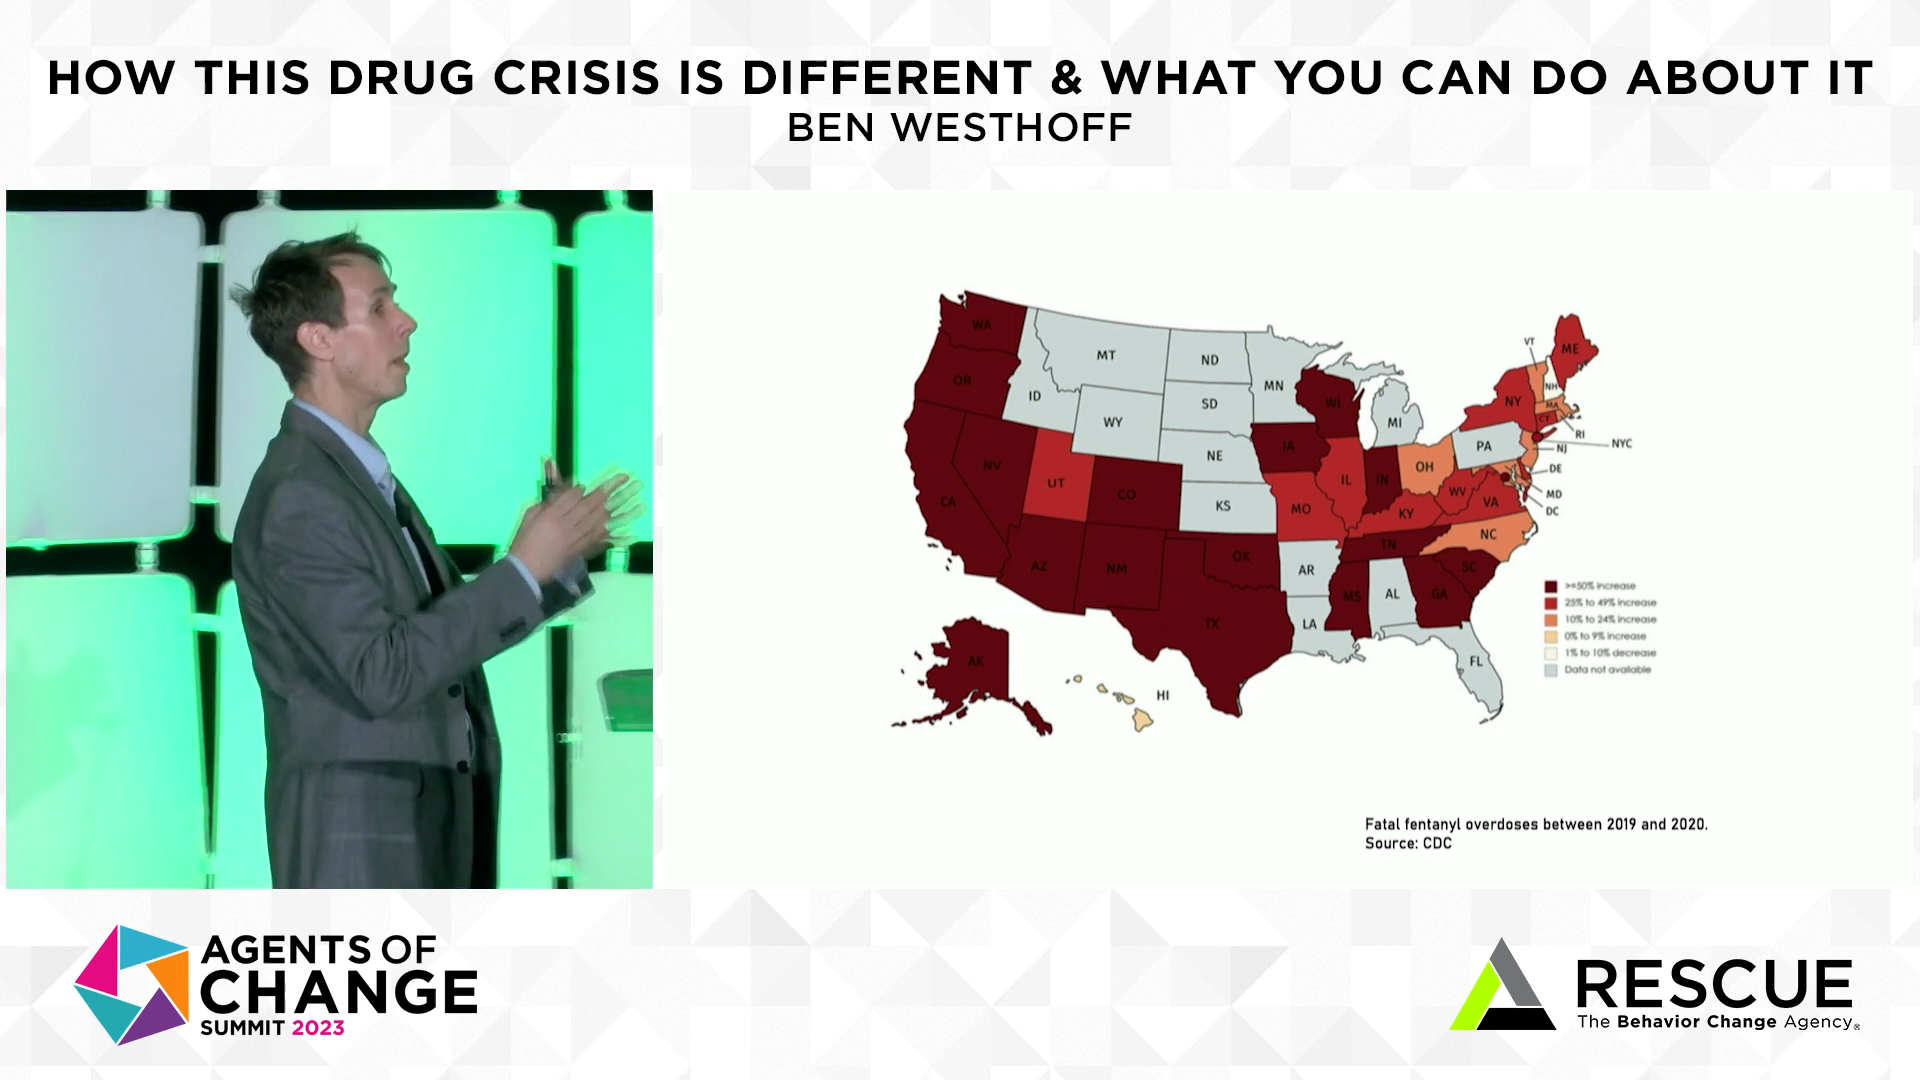 HOW THIS DRUG CRISIS IS DIFFERENT & WHAT YOU CAN DO ABOUT IT
BEN WESTHOFF
WA
MT
ND
MN
VT
ME
OR
ID
SD
WI
NY
NH
WY
MI
MA
CT
RI
NYC
NV
UT
NE
IA
PA
NJ
OH
DE
CA
CO
KS
MO
IL
IN
WV
VA
MD
KY
DC
NC
AZ
NM
OK
AR
TN
SC
TX
LA
MS
AL
GA
FL
AK
HI
>=50% increase
25% to 49% increase
10% to 24% increase
0% to 9% increase
1% to 10% decrease
Data not available
Fatal fentanyl overdoses between 2019 and 2020.
Source: CDC
AGENTS OF
CHANGE
SUMMIT 2023
RESCUE
The Behavior Change Agency®